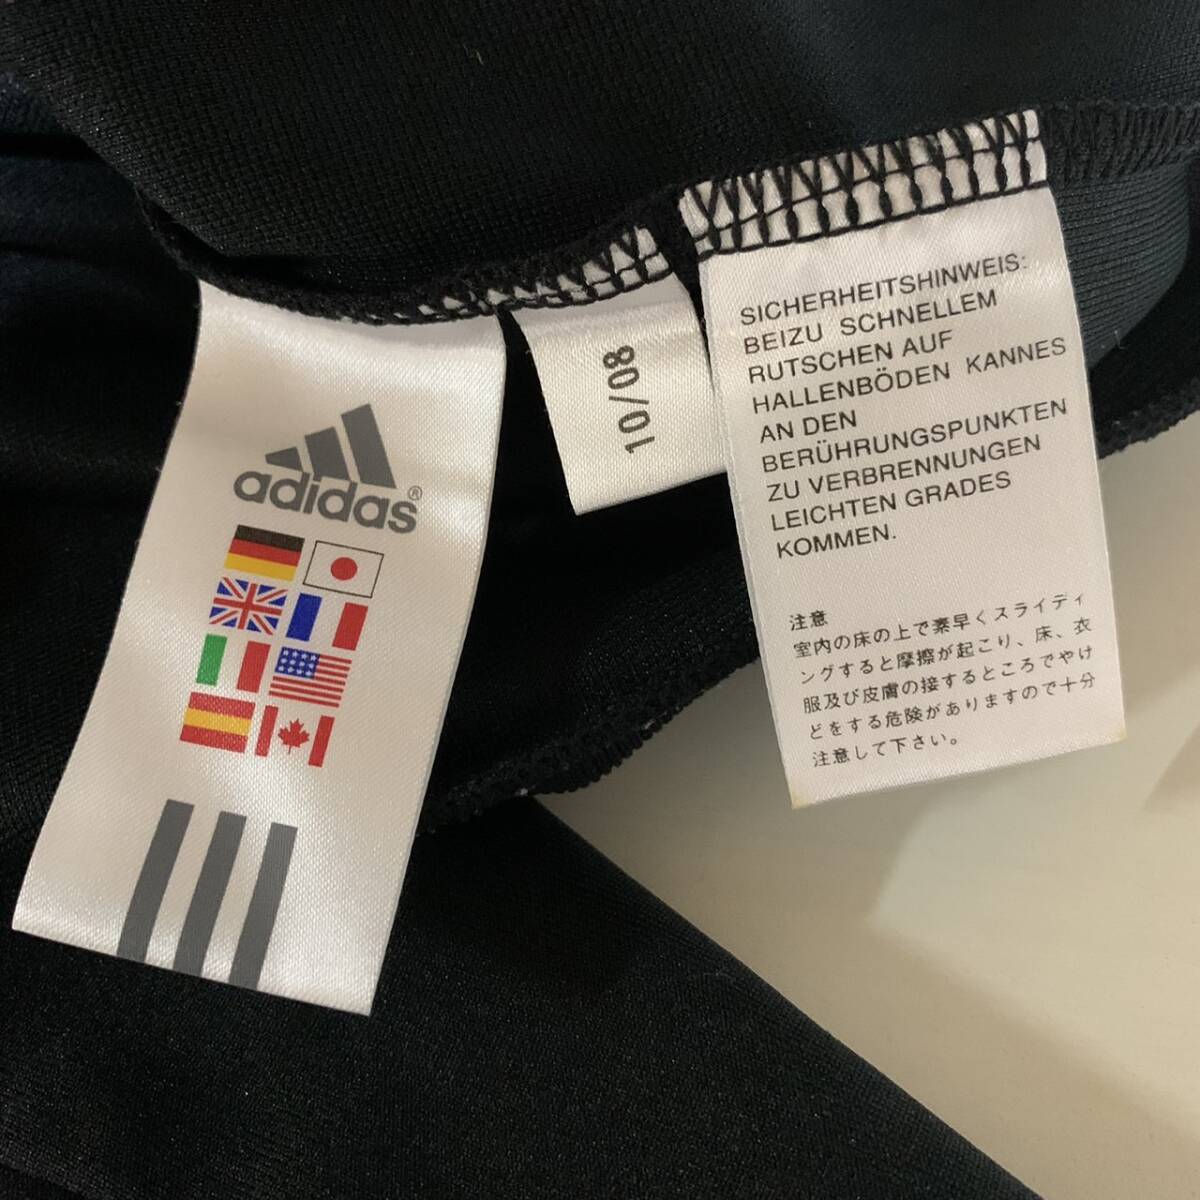 adidas®
10/08
SICHERHEITSHINWEIS:
BEIZU SCHNELLEM
RUTSCHEN AUF
HALLENBÖDEN KANNES
AN DEN
BERÜHRUNGSPUNKTEN
ZU VERBRENNUNGEN
LEICHTEN GRADES
KOMMEN.
注意
室内の床の上で素早くスライディ
ングすると摩擦が起こり、床、衣
服及び皮膚の接するところでやけ
どをする危険がありますので十分
注意して下さい。